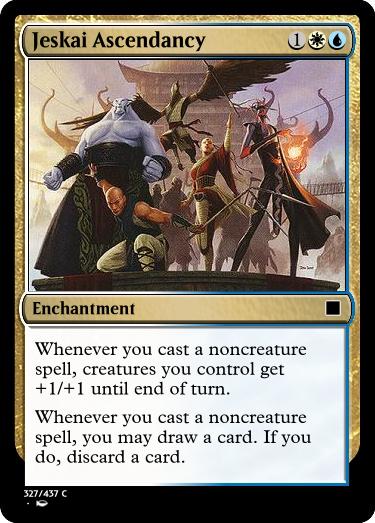 Jeskai Ascendancy 1
Enchantment
Whenever you cast a noncreature
spell, creatures you control get
+1/+1 until end of turn.
Whenever you cast a noncreature
spell, you may draw a card. If you
do, discard a card.
327/437 C